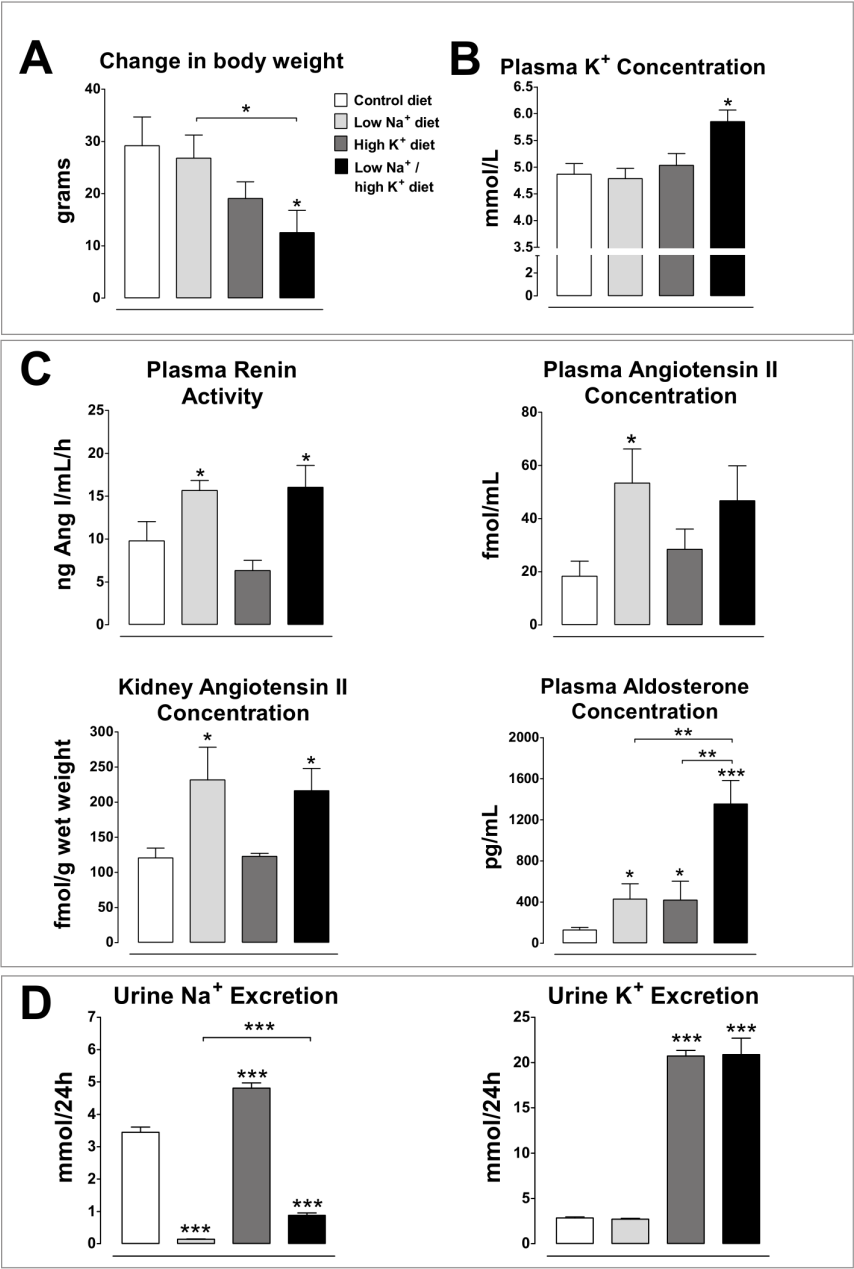 A
Change in body weight
grams
40
30
20
10
0
*
*
Control diet
Low Na⁺ diet
High K⁺ diet
Low Na⁺ /
high K⁺ diet
B
Plasma K⁺ Concentration
mmol/L
6.5
6.0
5.5
5.0
4.5
4.0
3.5
2
0
*
C
Plasma Renin
Activity
ng Ang I/mL/h
25
20
15
10
5
0
*
*
Plasma Angiotensin II
Concentration
fmol/mL
80
60
40
20
0
*
Kidney Angiotensin II
Concentration
fmol/g wet weight
300
250
200
150
100
50
0
*
*
Plasma Aldosterone
Concentration
pg/mL
2000
1600
1200
800
400
0
**
**
***
*
*
D
Urine Na⁺ Excretion
mmol/24h
7
6
5
4
3
2
1
0
***
***
***
***
Urine K⁺ Excretion
mmol/24h
25
20
15
10
5
0
***
***